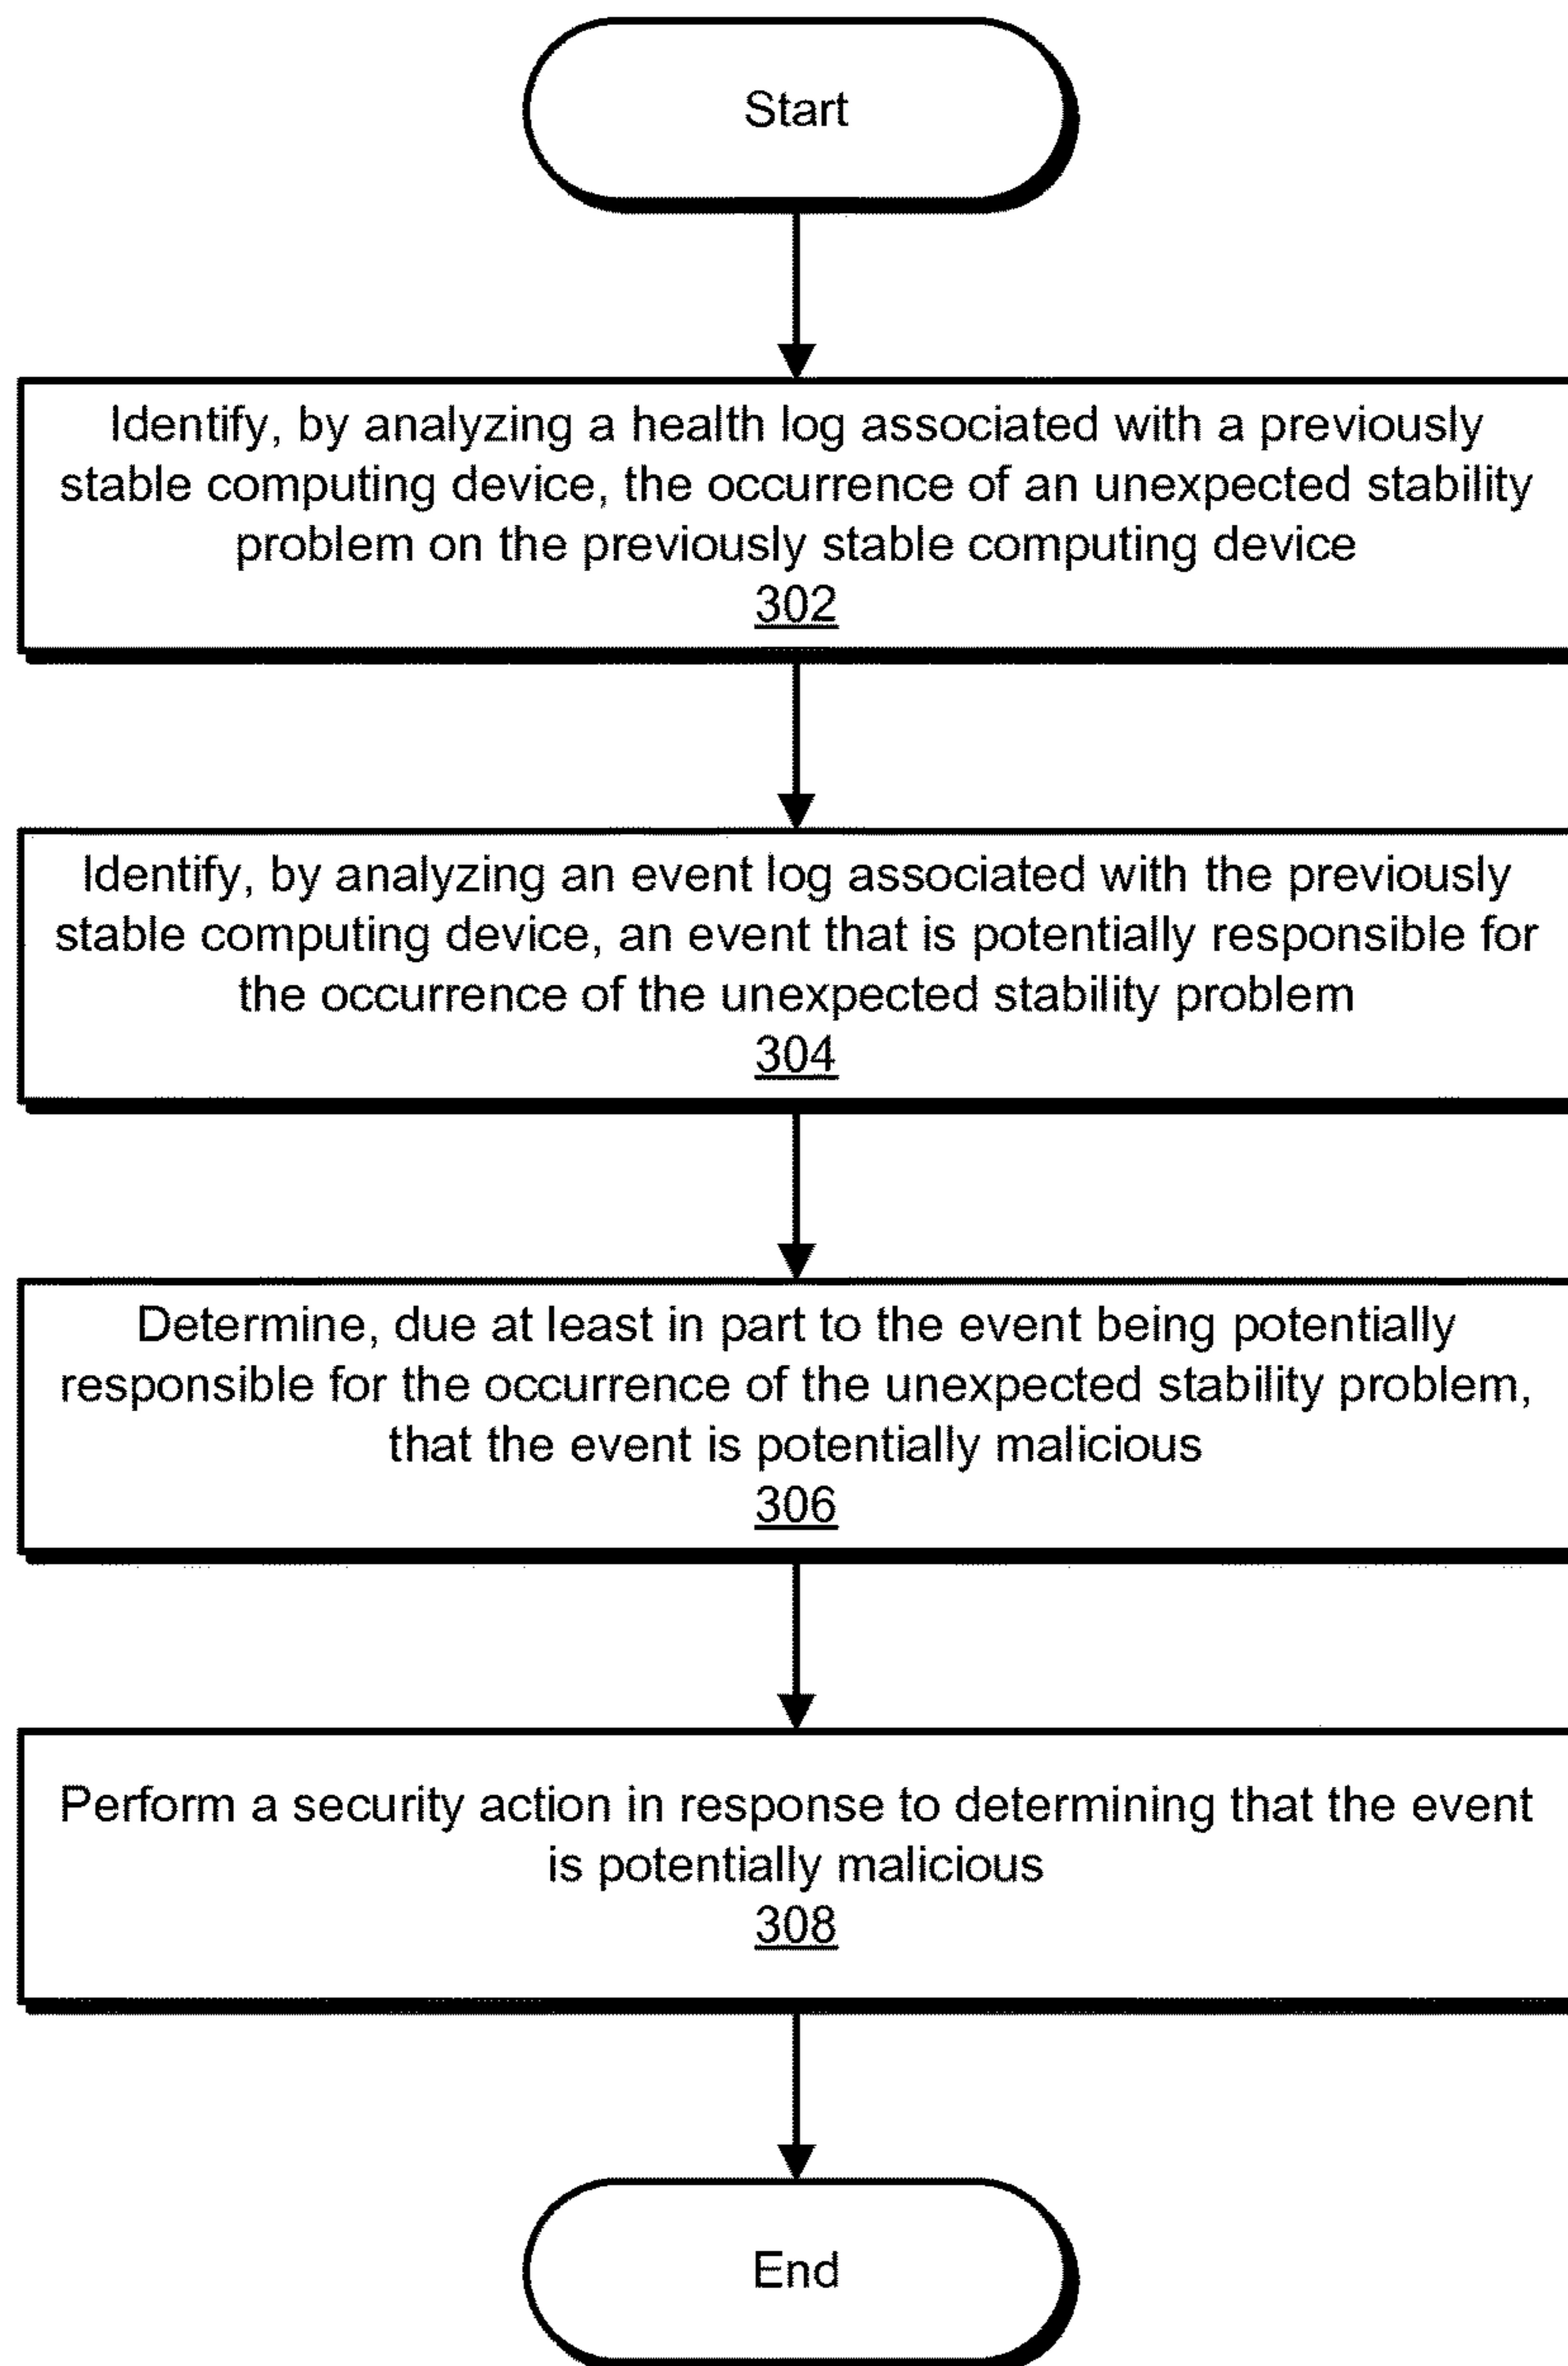 Start
Identify, by analyzing a health log associated with a previously
stable computing device, the occurrence of an unexpected stability
problem on the previously stable computing device
302
Identify, by analyzing an event log associated with the previously
stable computing device, an event that is potentially responsible for
the occurrence of the unexpected stability problem
304
Determine, due at least in part to the event being potentially
responsible for the occurrence of the unexpected stability problem,
that the event is potentially malicious
306
Perform a security action in response to determining that the event
is potentially malicious
308
End